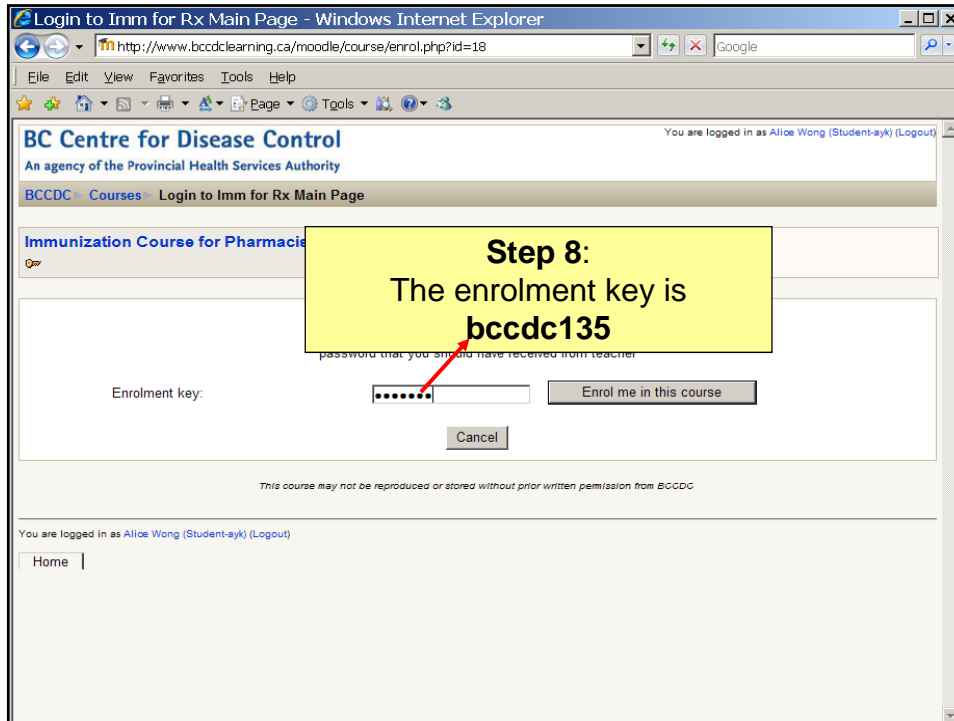 Login to Imm for Rx Main Page - Windows Internet Explorer
http://www.bccdclearning.ca/moodle/course/enrol.php?id=18
Google
File Edit View Favorites Tools Help
Page Tools
BC Centre for Disease Control
You are logged in as Alice Wong (Student-ayk) (Logout)
An agency of the Provincial Health Services Authority
BCCDC Courses Login to Imm for Rx Main Page
Immunization Course for Pharmacis
Step 8:
The enrolment key is
bccdc135
password that you should have received from teacher
Enrolment key:
Enrol me in this course
Cancel
This course may not be reproduced or stored without prior written permission from BCCDC
You are logged in as Alice Wong (Student-ayk) (Logout)
Home